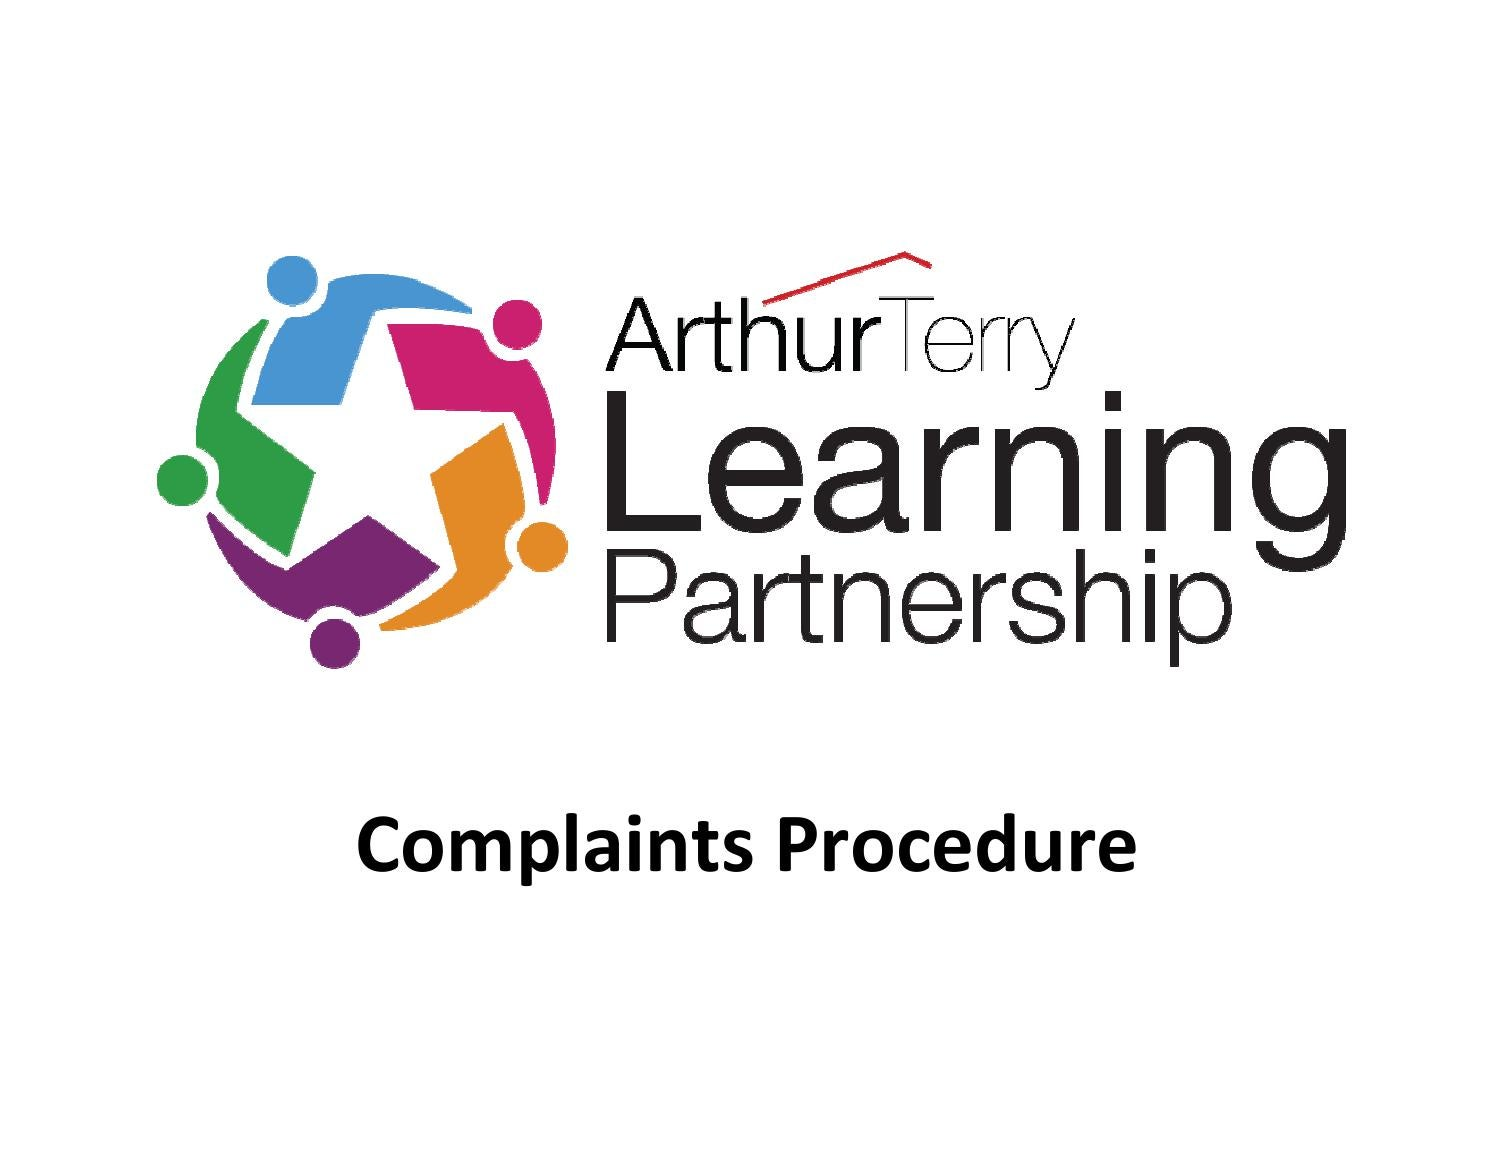 ArthurTerry
Learning
Partnership
Complaints Procedure